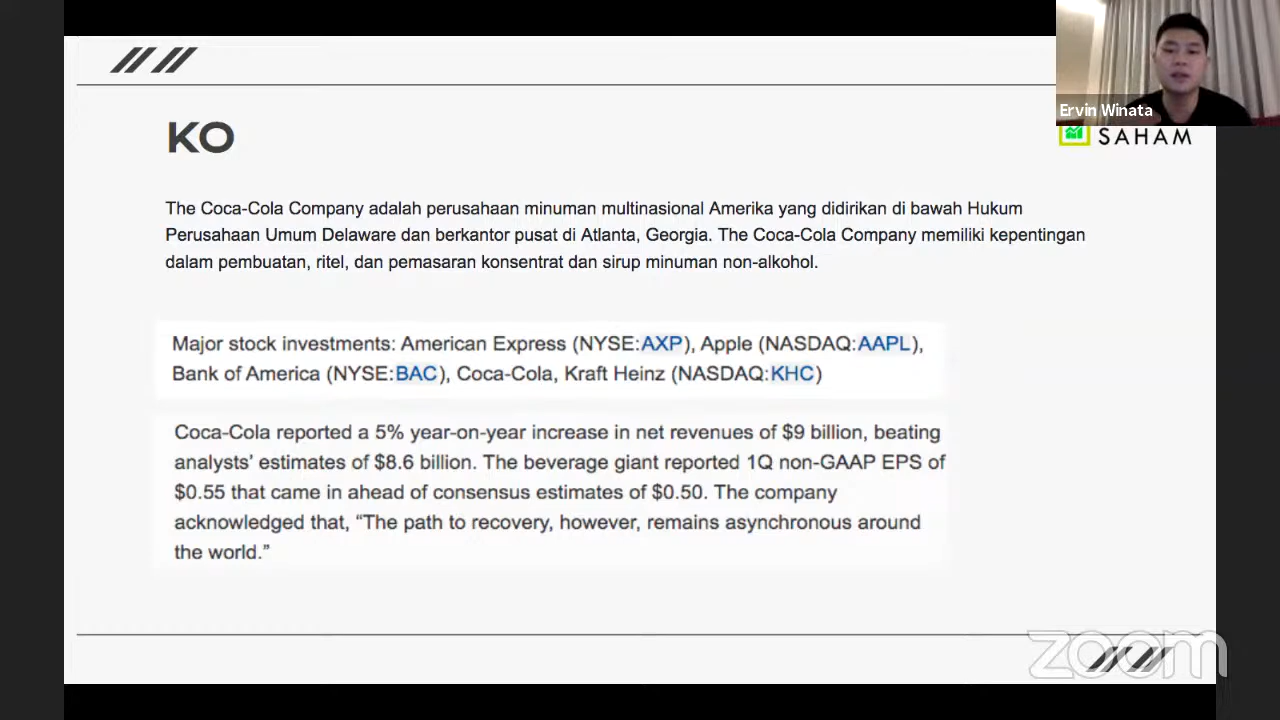 Ervin Winata
SAHAM
KO
The Coca-Cola Company adalah perusahaan minuman multinasional Amerika yang didirikan di bawah Hukum
Perusahaan Umum Delaware dan berkantor pusat di Atlanta, Georgia. The Coca-Cola Company memiliki kepentingan
dalam pembuatan, ritel, dan pemasaran konsentrat dan sirup minuman non-alkohol.
Major stock investments: American Express (NYSE:AXP), Apple (NASDAQ:AAPL),
Bank of America (NYSE:BAC), Coca-Cola, Kraft Heinz (NASDAQ:KHC)
Coca-Cola reported a 5% year-on-year increase in net revenues of $9 billion, beating
analysts’ estimates of $8.6 billion. The beverage giant reported 1Q non-GAAP EPS of
$0.55 that came in ahead of consensus estimates of $0.50. The company
acknowledged that, “The path to recovery, however, remains asynchronous around
the world.”
zoom